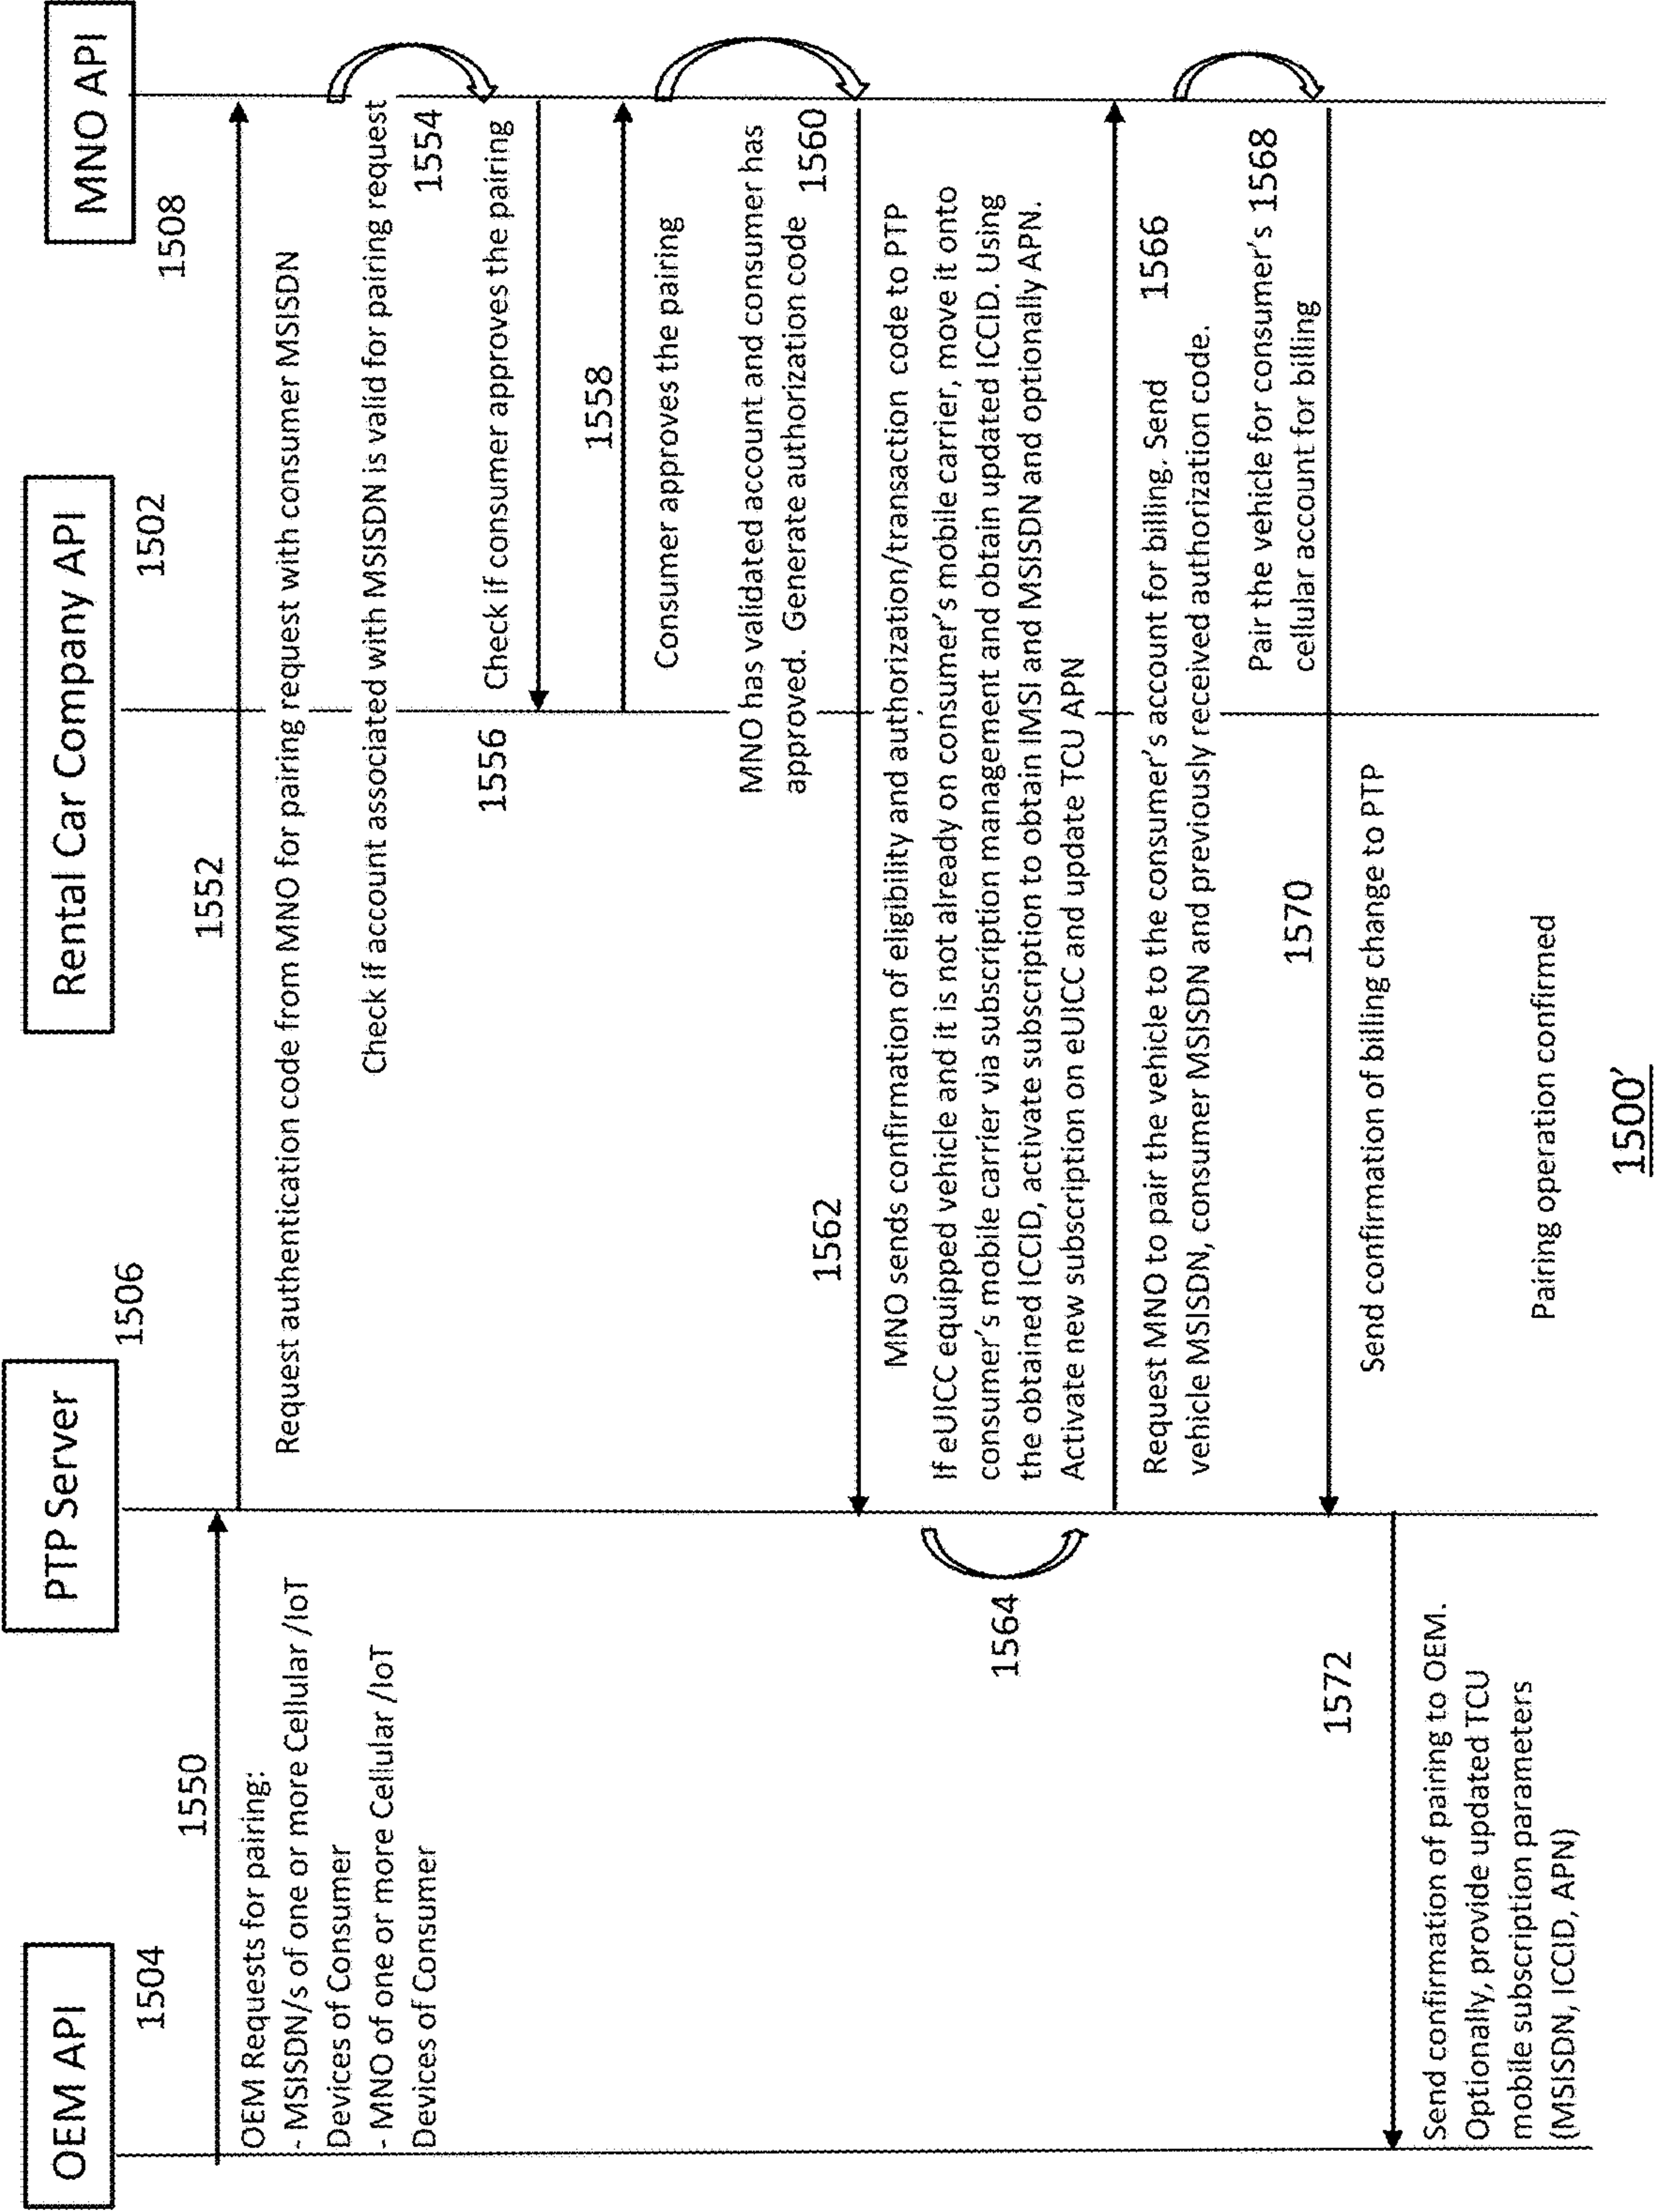 OEM API
1504
PTP Server
1506
Rental Car Company API
1502
MNO API
1508
1550
OEM Requests for pairing:
- MSISDN/s of one or more Cellular /IoT
Devices of Consumer
- MNO of one or more Cellular /IoT
Devices of Consumer
1552
Request authentication code from MNO for pairing request with consumer MSISDN
Check if account associated with MSISDN is valid for pairing request
1554
Check if consumer approves the pairing
1556
1558
Consumer approves the pairing
MNO has validated account and consumer has
approved. Generate authorization code
1560
1562
MNO sends confirmation of eligibility and authorization/transaction code to PTP
If eUICC equipped vehicle and it is not already on consumer's mobile carrier, move it onto
consumer's mobile carrier via subscription management and obtain updated ICCID. Using
the obtained ICCID, activate subscription to obtain IMSI and MSISDN and optionally APN.
Activate new subscription on eUICC and update TCU APN
1564
Request MNO to pair the vehicle to the consumer's account for billing. Send
vehicle MSISDN, consumer MSISDN and previously received authorization code.
1566
Pair the vehicle for consumer's
cellular account for billing
1568
1570
Send confirmation of billing change to PTP
1572
Send confirmation of pairing to OEM.
Optionally, provide updated TCU
mobile subscription parameters
(MSISDN, ICCID, APN)
Pairing operation confirmed
1500'